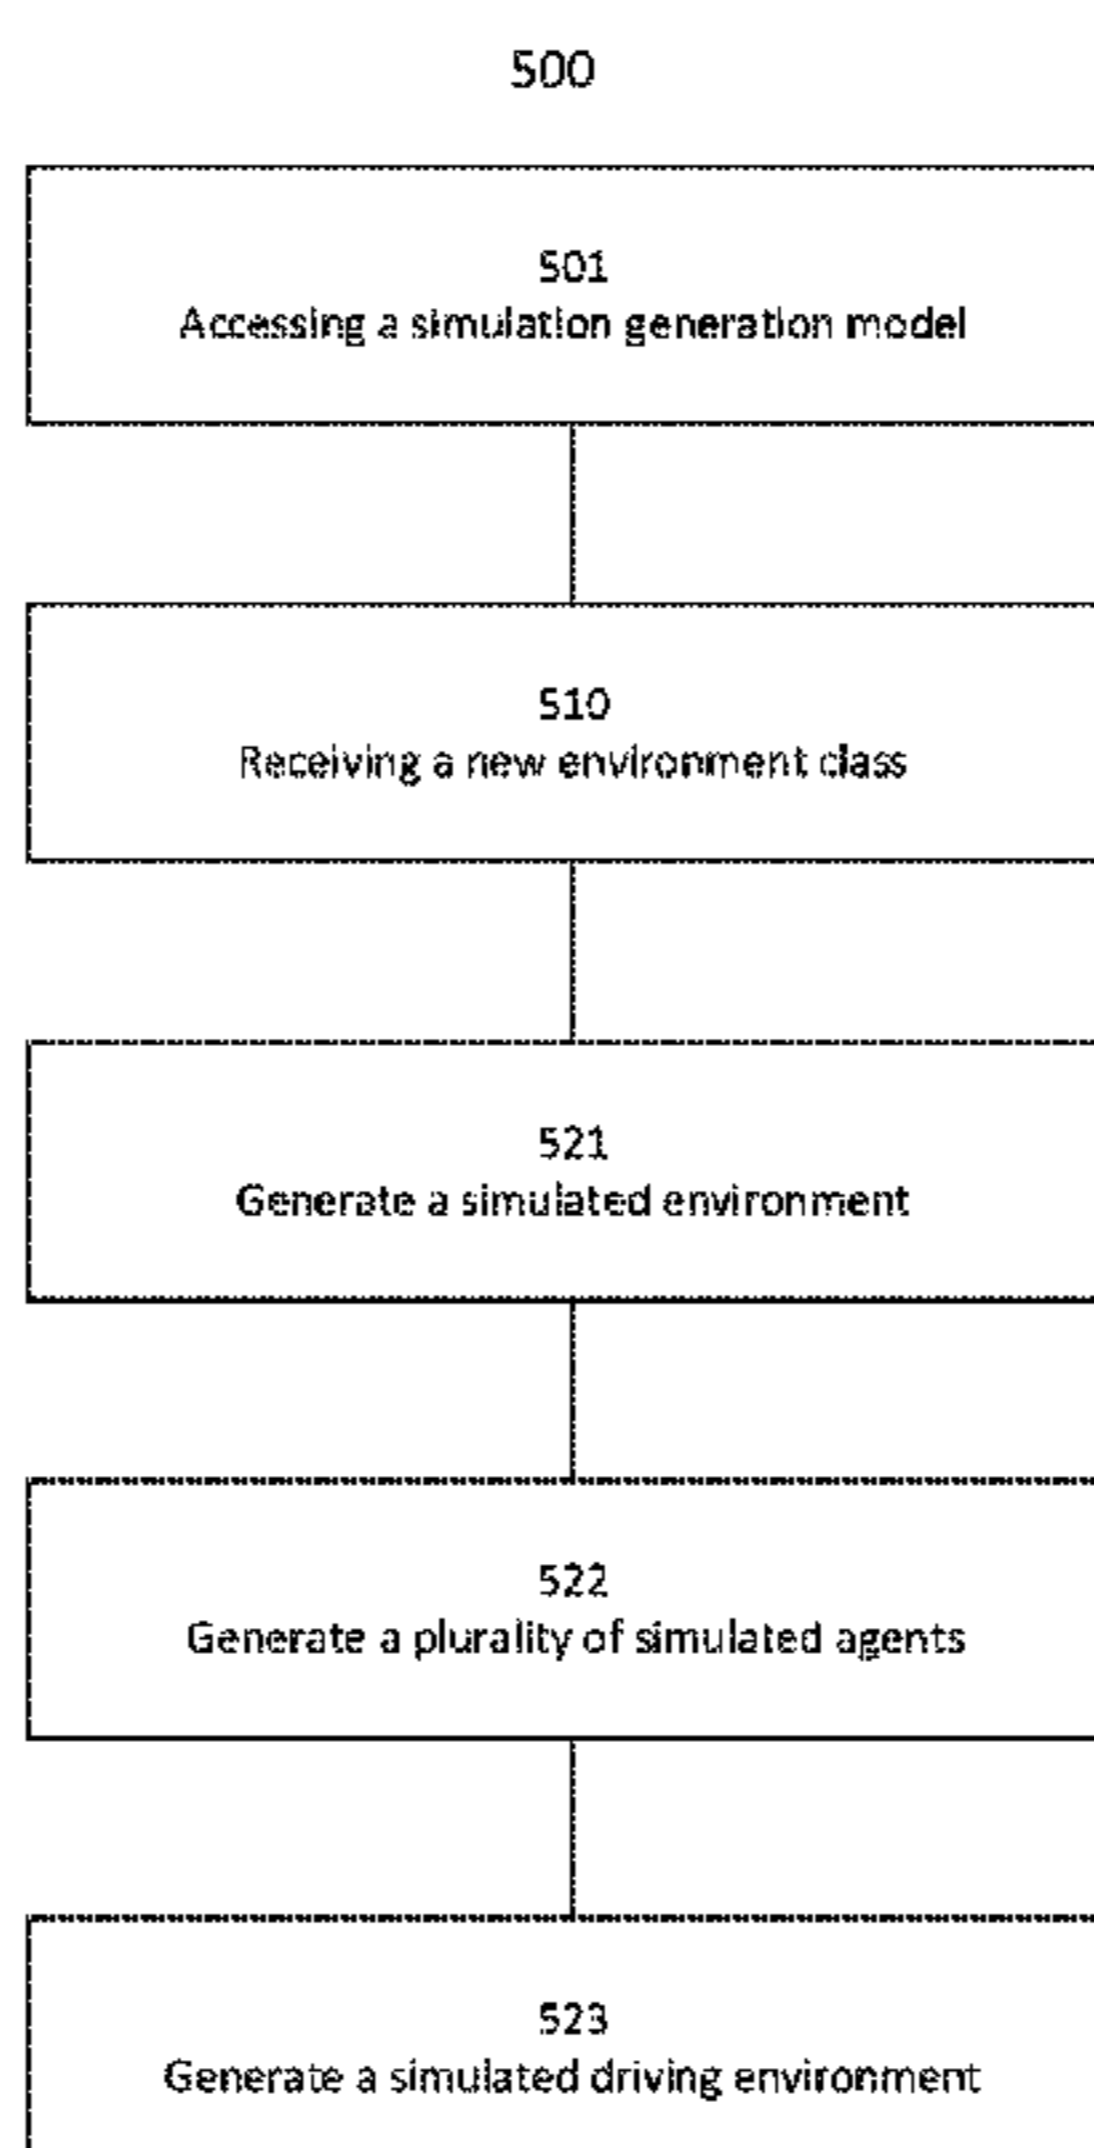 500
501
Accessing a simulation generation model
510
Receiving a new environment class
521
Generate a simulated environment
522
Generate a plurality of simulated agents
523
Generate a simulated driving environment